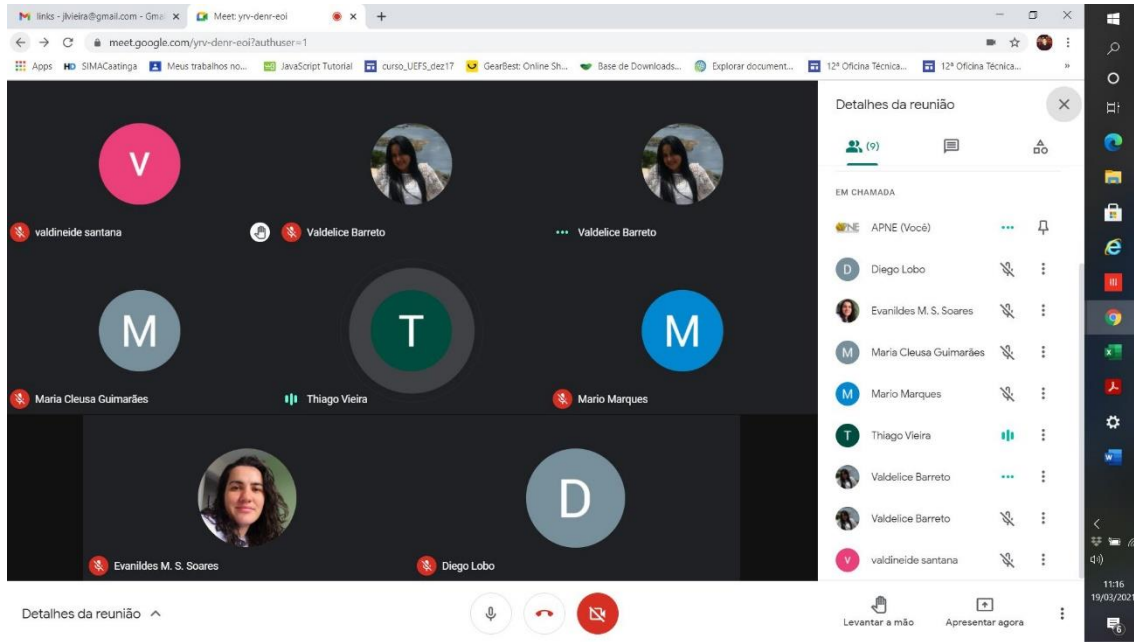 links - jlvieira@gmail.com - Gmai
Meet: yrv-denr-eoi
meet.google.com/yrv-denr-eoi?authuser=1
Apps
HD SIMACaatinga
Meus trabalhos no...
JavaScript Tutorial
curso_UEFS_dez17
GearBest: Online Sh...
Base de Downloads...
Explorar document...
12ª Oficina Técnica...
12ª Oficina Técnica...
»
V
valdineide santana
Valdelice Barreto
Valdelice Barreto
M
Maria Cleusa Guimarães
T
Thiago Vieira
M
Mario Marques
Evanildes M. S. Soares
D
Diego Lobo
Detalhes da reunião
(9)
EM CHAMADA
APNE APNE (Você)
D Diego Lobo
Evanildes M. S. Soares
M Maria Cleusa Guimarães
M Mario Marques
T Thiago Vieira
Valdelice Barreto
Valdelice Barreto
V valdineide santana
Detalhes da reunião
Levantar a mão
Apresentar agora
11:16
19/03/2021
6